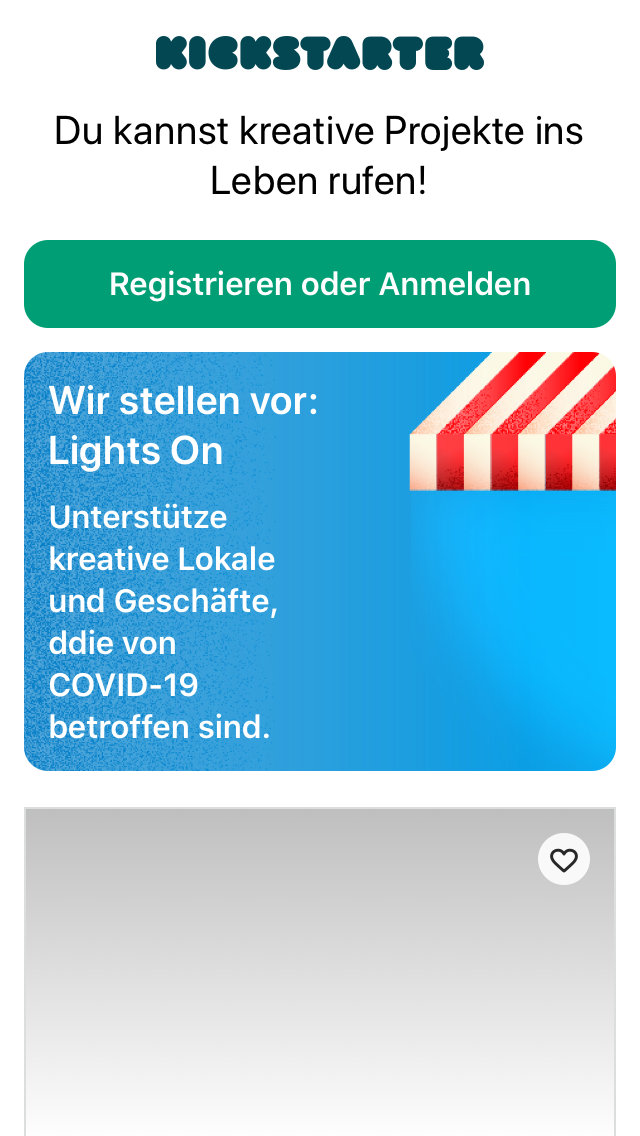 KICKSTARTER
Du kannst kreative Projekte ins
Leben rufen!
Registrieren oder Anmelden
Wir stellen vor:
Lights On
Unterstütze
kreative Lokale
und Geschäfte,
ddie von
COVID-19
betroffen sind.